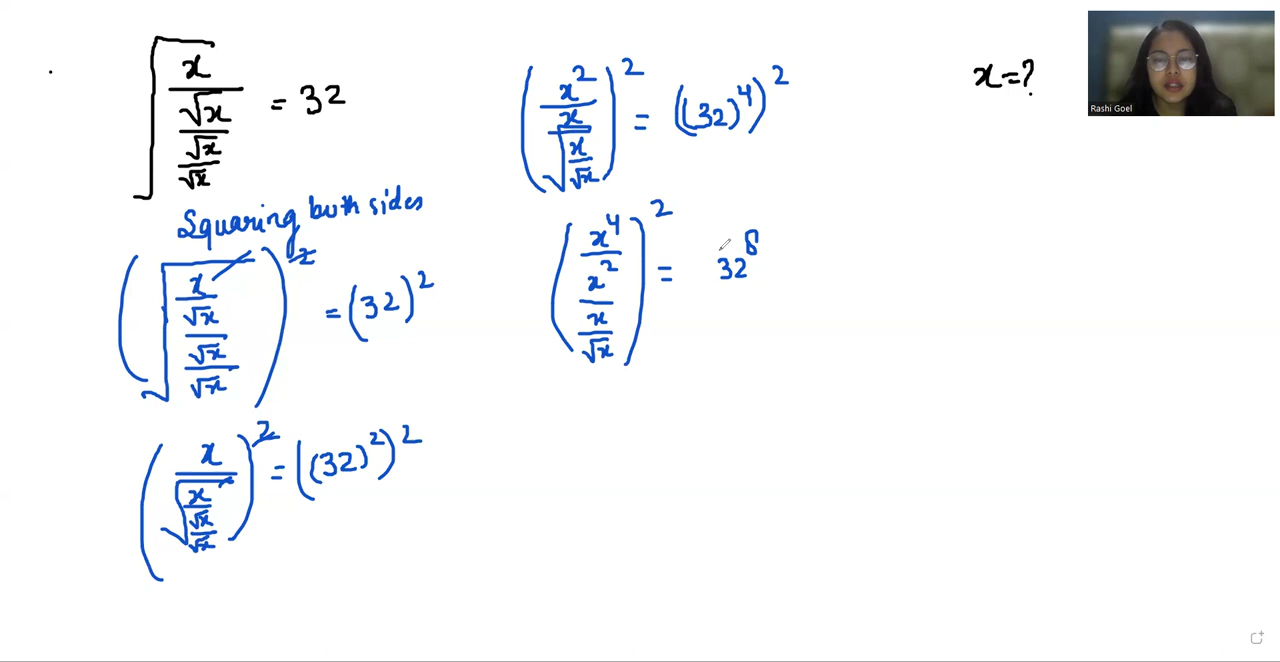 √(x/(√x/(√x/√x))) = 32
Squaring both sides
(√(x/(√x/(√x/√x))))² = (32)²
(x/√(x/(√x/√x)))² = ((32)²)²
(x²/(x/√(x/√x)))² = ((32)⁴)²
(x⁴/(x²/(x/√x)))² = 32⁸
x=?
Rashi Goel